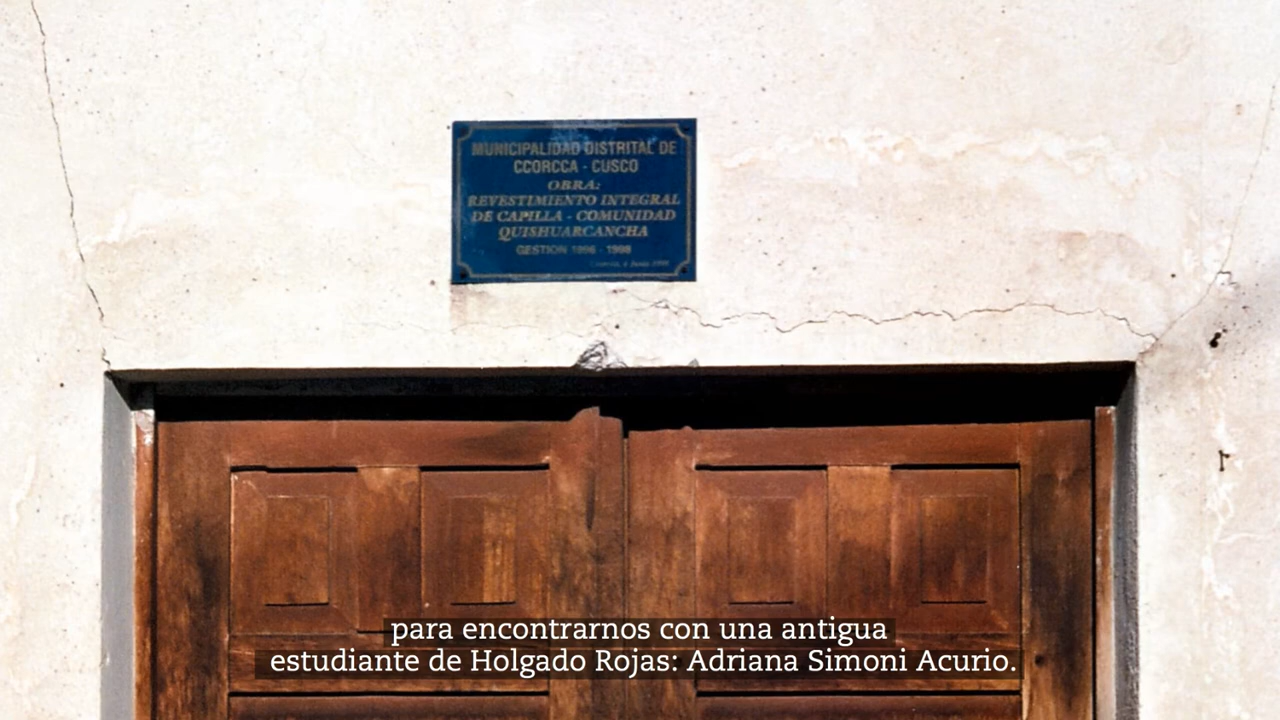 MUNICIPALIDAD DISTRITAL DE
CCORCCA - CUSCO
OBRA:
REVESTIMIENTO INTEGRAL
DE CAPILLA - COMUNIDAD
QUISHUARCANCHA
GESTION 1996 - 1998
para encontrarnos con una antigua
estudiante de Holgado Rojas: Adriana Simoni Acurio.